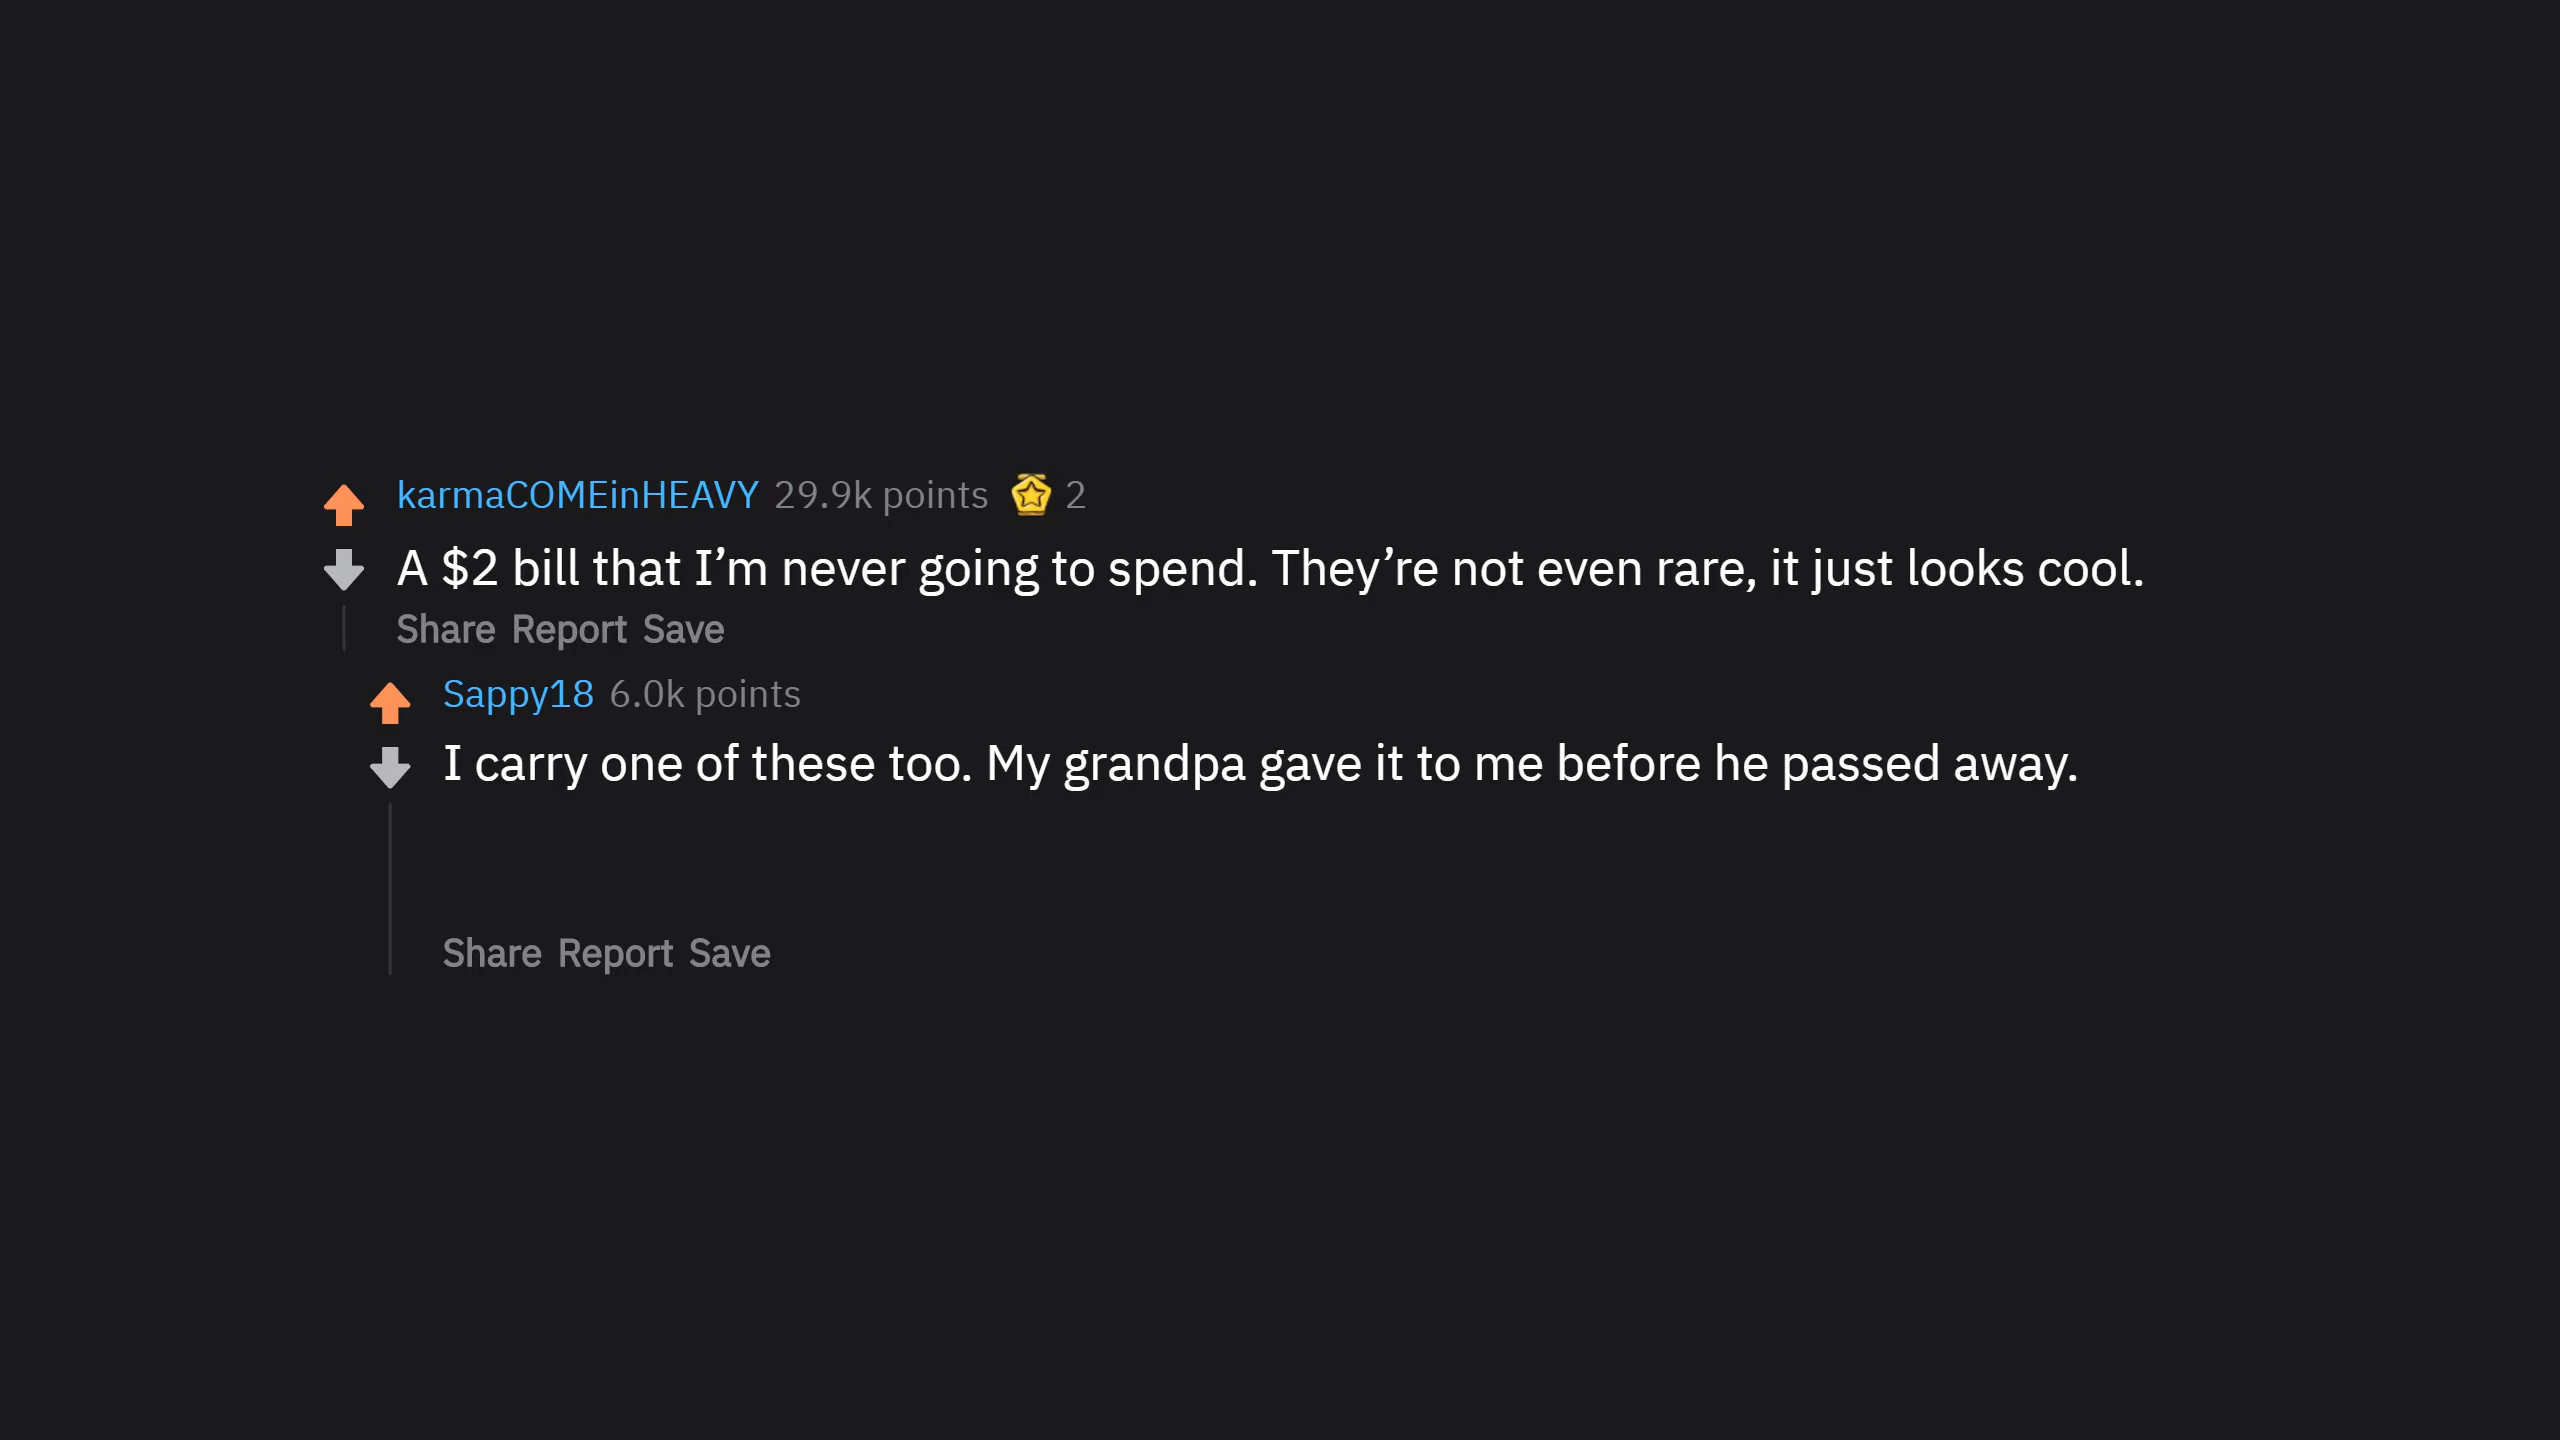 karmaCOMEinHEAVY 29.9k points 2
A $2 bill that I’m never going to spend. They’re not even rare, it just looks cool.
Share Report Save
Sappy18 6.0k points
I carry one of these too. My grandpa gave it to me before he passed away.
Share Report Save